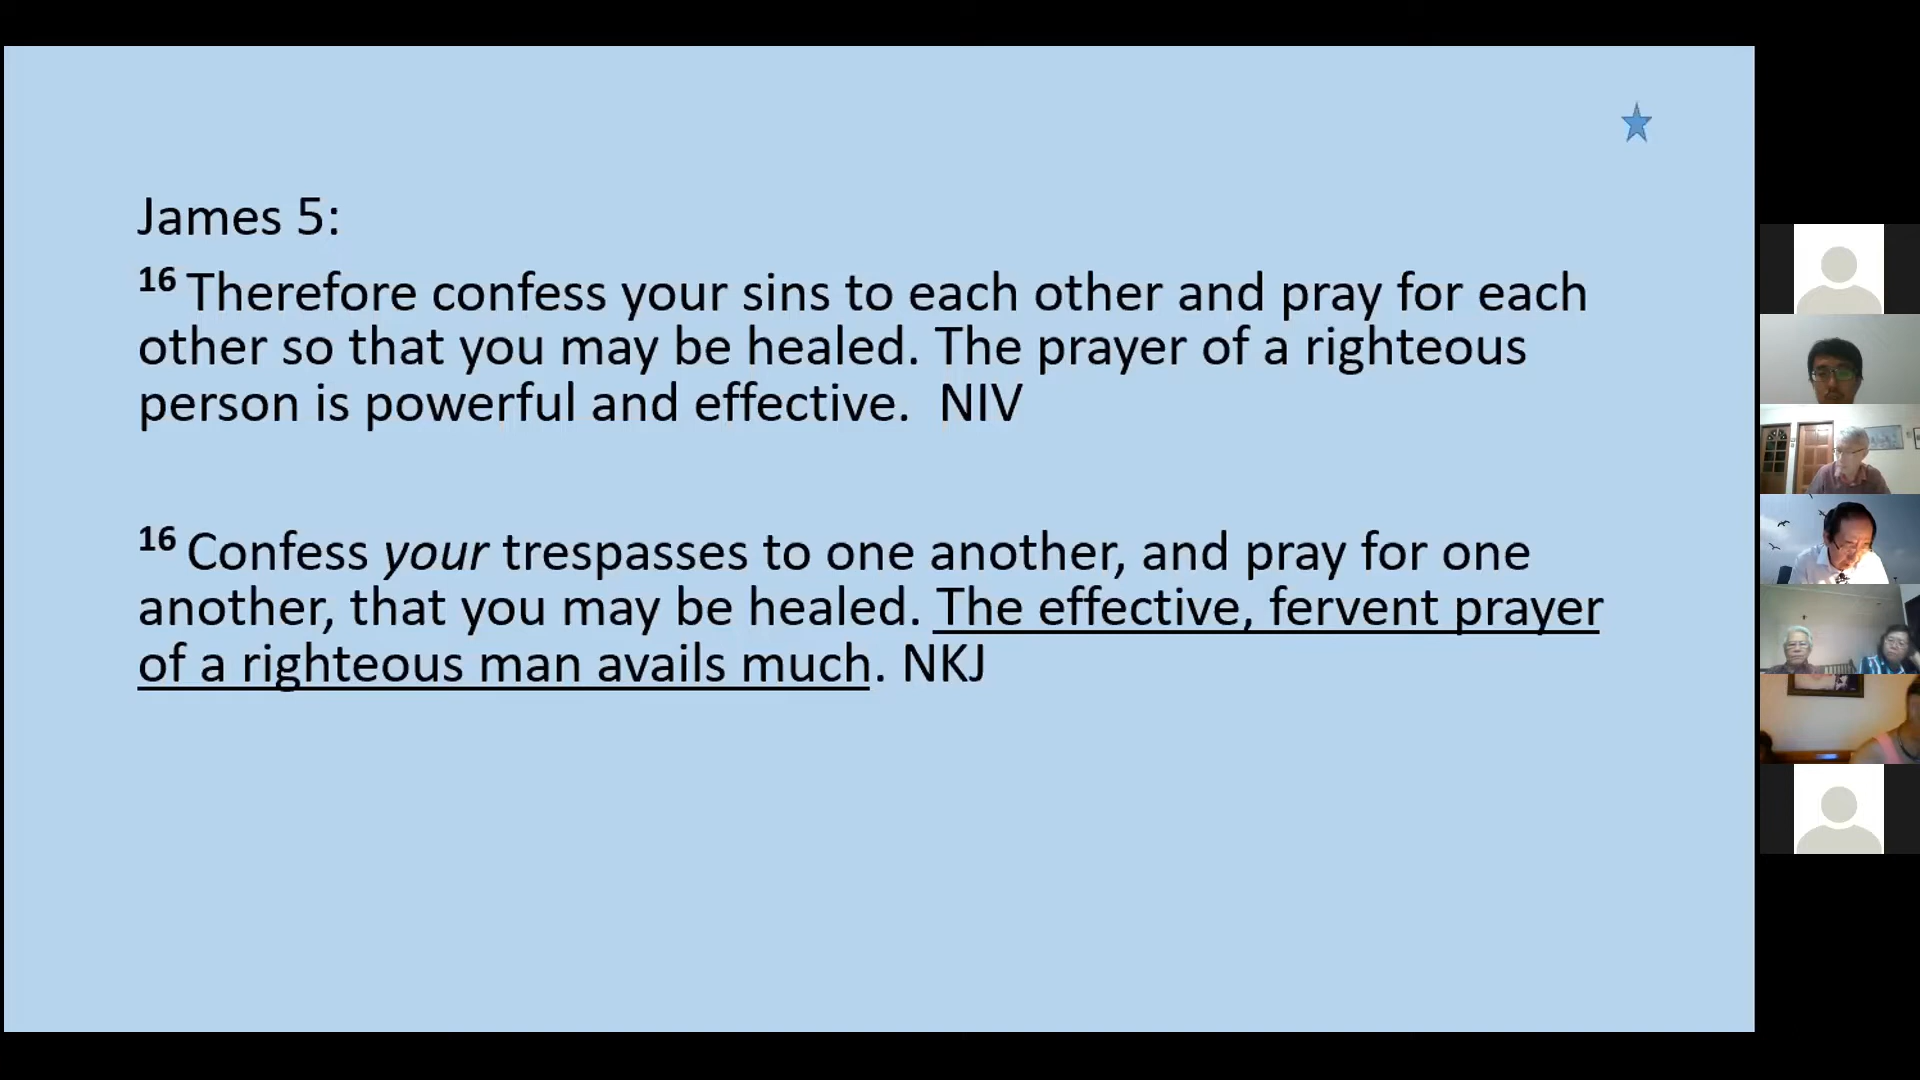 James 5:
16 Therefore confess your sins to each other and pray for each
other so that you may be healed. The prayer of a righteous
person is powerful and effective.  NIV
16 Confess your trespasses to one another, and pray for one
another, that you may be healed. The effective, fervent prayer
of a righteous man avails much. NKJ